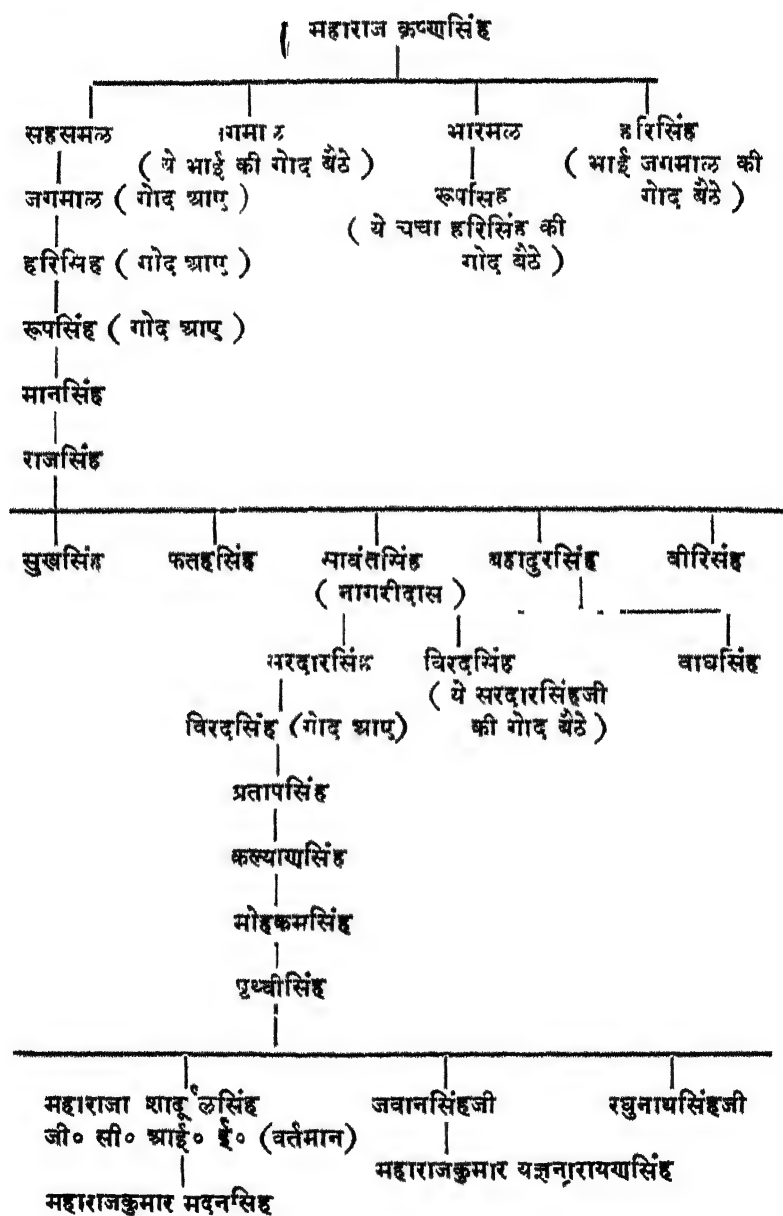 महाराज कृष्णसिंह
सहसमल जगमाल भारमल हरिसिंह
( ये भाई की गोद बैठे ) ( भाई जगमाल की
जगमाल ( गोद आए ) रूपसिंह गोद बैठे )
( ये चचा हरिसिंह की
हरिसिंह ( गोद आए ) गोद बैठे )
रूपसिंह ( गोद आए )
मानसिंह
राजसिंह
सुखसिंह फतहसिंह सावंतसिंह बहादुरसिंह वीरसिंह
( नागरीदास )
सरदारसिंह विरदसिंह वाघसिंह
( ये सरदारसिंहजी
विरदसिंह (गोद आए) की गोद बैठे )
प्रतापसिंह
कल्याणसिंह
मोहकमसिंह
पृथ्वीसिंह
महाराजा शार्दूलसिंह जवानसिंहजी रघुनाथसिंहजी
जी० सी० आई० ई० (वर्तमान)
महाराजकुमार यज्ञनारायणसिंह
महाराजकुमार मदनसिंह